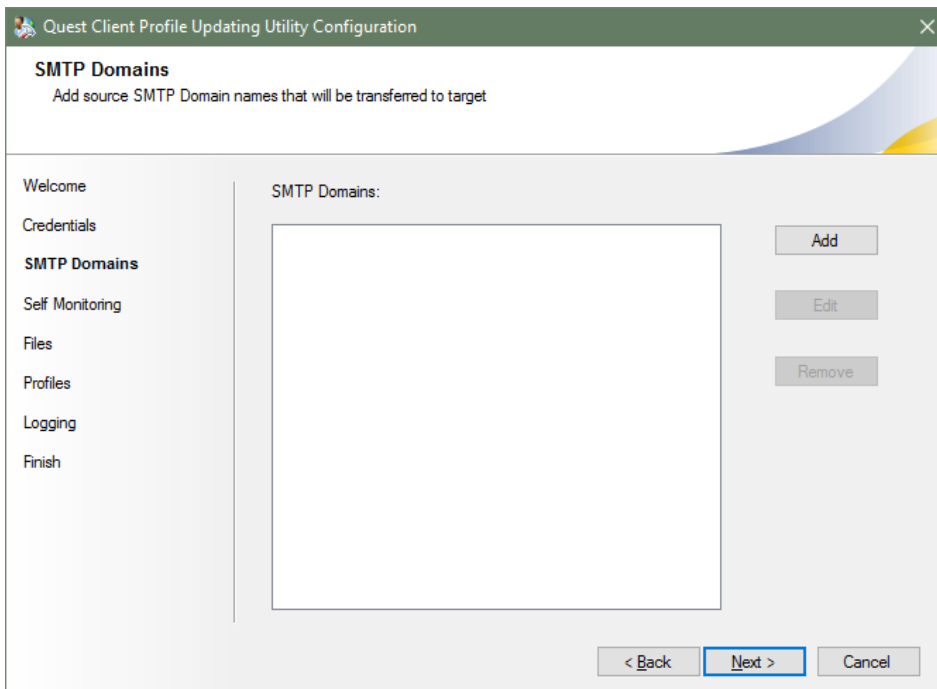 Quest Client Profile Updating Utility Configuration
SMTP Domains
Add source SMTP Domain names that will be transferred to target
Welcome
Credentials
SMTP Domains
Self Monitoring
Files
Profiles
Logging
Finish
SMTP Domains:
Add
Edit
Remove
< Back
Next >
Cancel